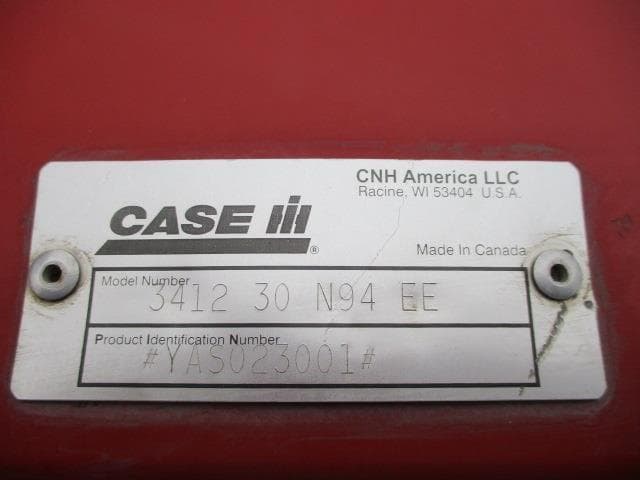 CNH America LLC
Racine, WI 53404 U.S.A.
CASE IH ®
Made In Canada
Model Number
3412 30 N94 EE
Product Identification Number
#YAS023001#